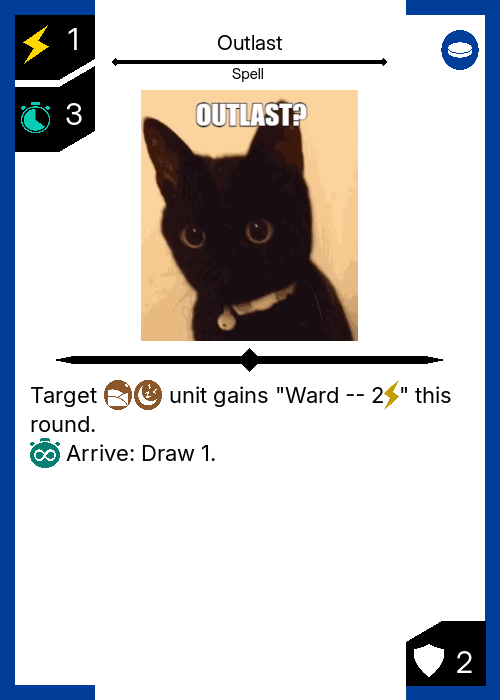 1
Outlast
Spell
3
OUTLAST?
Target unit gains "Ward -- 2" this
round.
Arrive: Draw 1.
2